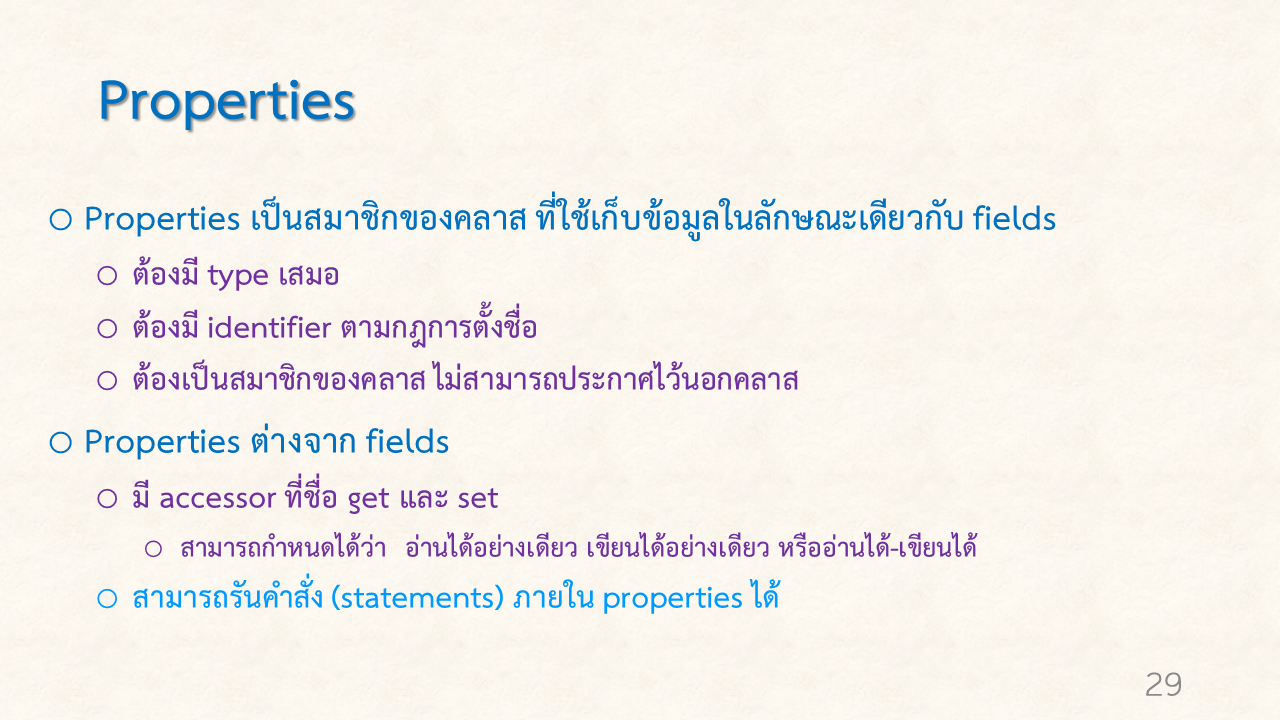 Properties
Properties เป็นสมาชิกของคลาส ที่ใช้เก็บข้อมูลในลักษณะเดียวกับ fields
ต้องมี type เสมอ
ต้องมี identifier ตามกฎการตั้งชื่อ
ต้องเป็นสมาชิกของคลาส ไม่สามารถประกาศไว้นอกคลาส
Properties ต่างจาก fields
มี accessor ที่ชื่อ get และ set
สามารถกำหนดได้ว่า อ่านได้อย่างเดียว เขียนได้อย่างเดียว หรืออ่านได้-เขียนได้
สามารถรันคำสั่ง (statements) ภายใน properties ได้
29